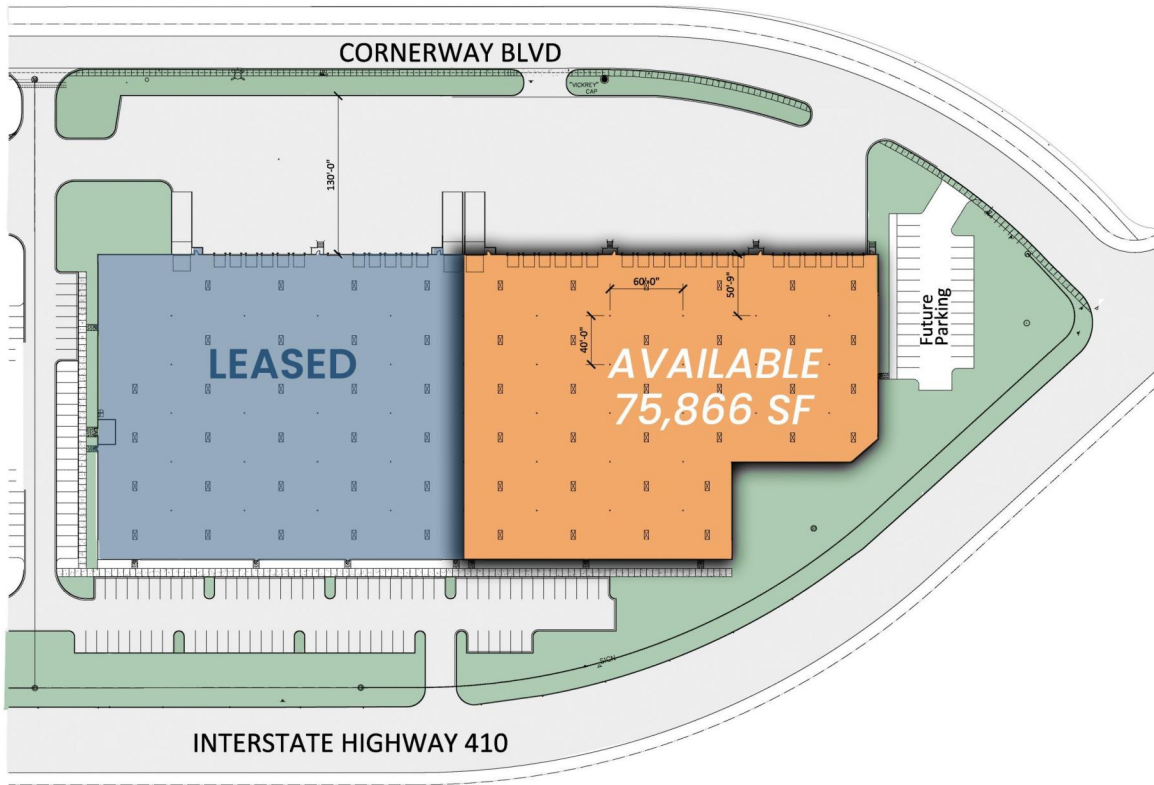 CORNERWAY BLVD
"VICKREY"
CAP
130'-0"
60'-0"
50'-9"
40'-0"
LEASED
AVAILABLE
75,866 SF
Future
Parking
SIGN
INTERSTATE HIGHWAY 410